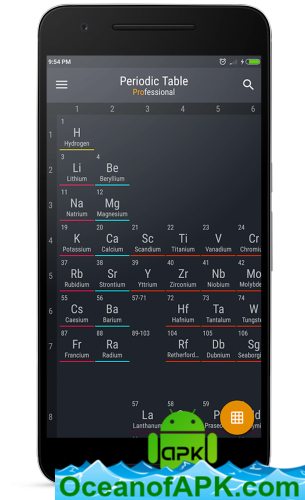 9:54 PM
Periodic Table
Professional
1 2 3 4 5 6
1
1
H
Hydrogen
2
3 4
Li Be
Lithium Beryllium
3
11 12
Na Mg
Natrium Magnesium
4
19 20 21 22 23 24
K Ca Sc Ti V Cr
Potassium Calcium Scandium Titanium Vanadium Chromiu
5
37 38 39 40 41 42
Rb Sr Y Zr Nb Mo
Rubidium Strontium Yttrium Zirconium Niobium Molybde
6
55 56 57-71 72 73 74
Cs Ba Hf Ta W
Caesium Barium Hafnium Tantalum Tungste
7
87 88 89-103 104 105 106
Fr Ra Rf Db Sg
Francium Radium Retherford... Dubnium Seaborgi
8
57 58 59
La
Lanthanum
APK
OceanofAPK.com